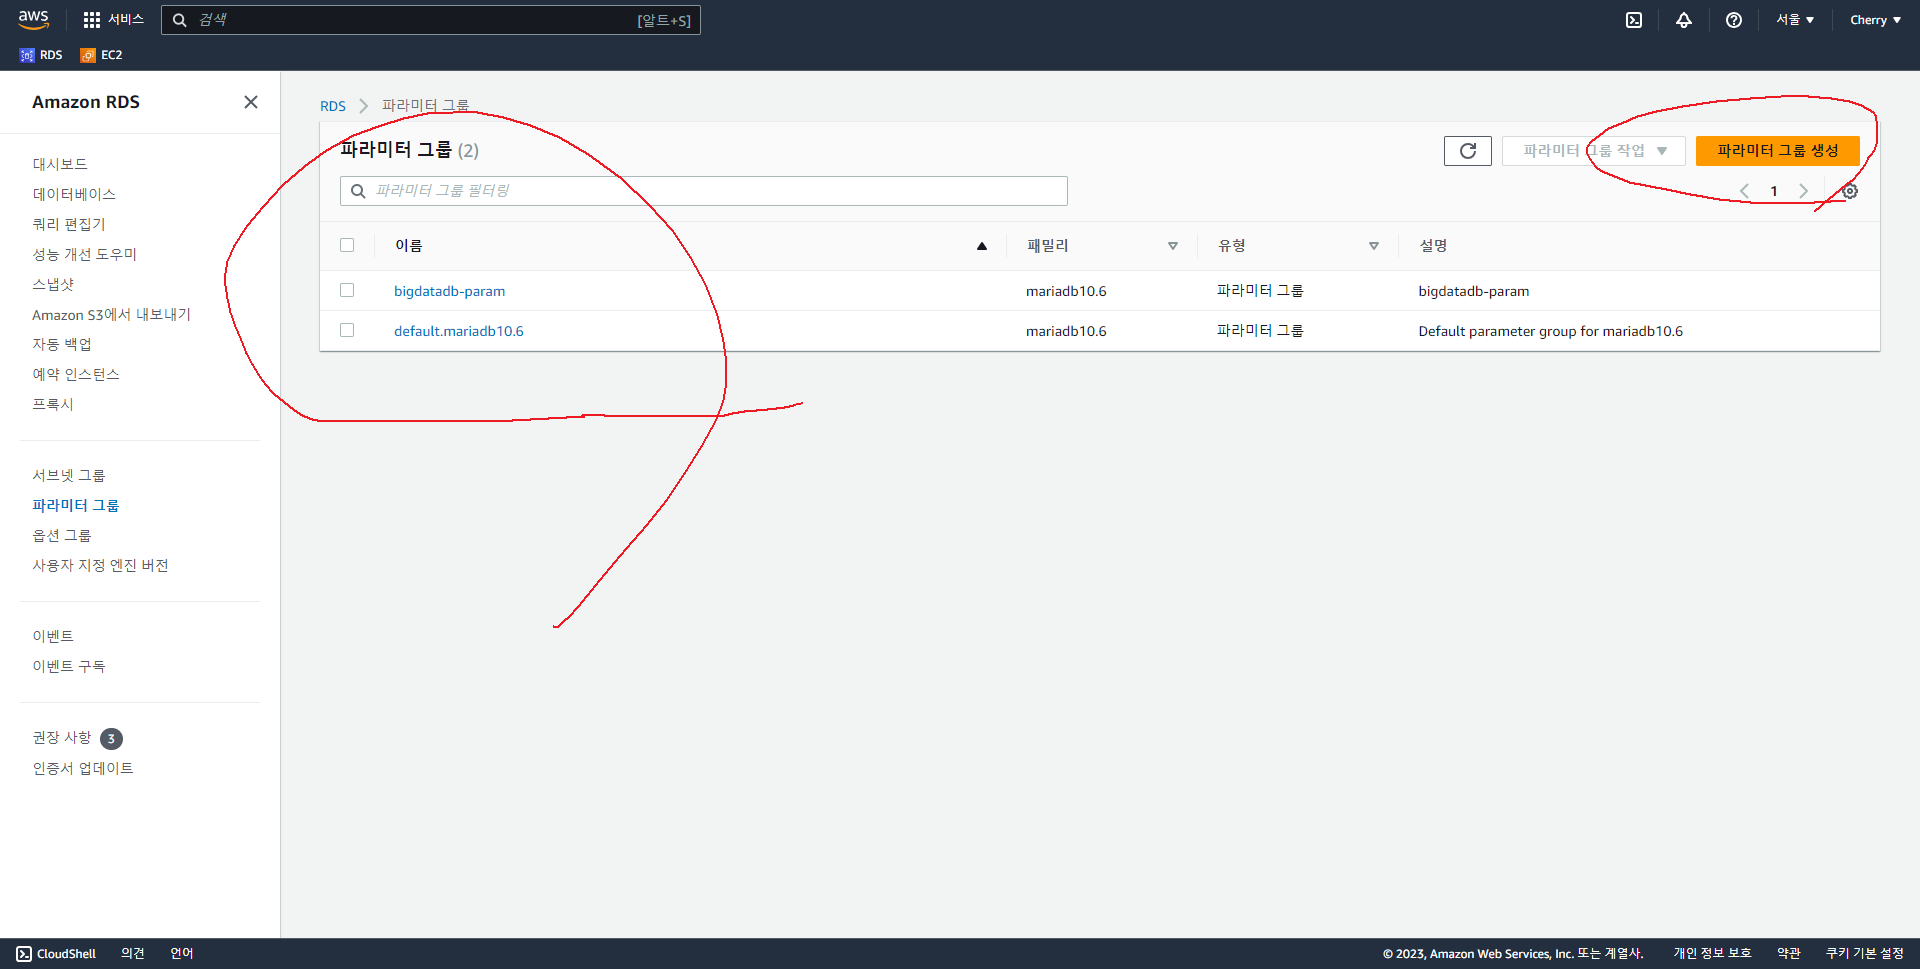 aws 서비스 검색 [알트+S] 서울 ▼ Cherry ▼
RDS EC2
Amazon RDS
대시보드
데이터베이스
쿼리 편집기
성능 개선 도우미
스냅샷
Amazon S3에서 내보내기
자동 백업
예약 인스턴스
프록시
서브넷 그룹
파라미터 그룹
옵션 그룹
사용자 지정 엔진 버전
이벤트
이벤트 구독
권장 사항 3
인증서 업데이트
RDS > 파라미터 그룹
파라미터 그룹 (2)
파라미터 그룹 작업 ▼ 파라미터 그룹 생성
파라미터 그룹 필터링
< 1 >
이름 ▲ 패밀리 ▽ 유형 ▽ 설명
bigdatadb-param mariadb10.6 파라미터 그룹 bigdatadb-param
default.mariadb10.6 mariadb10.6 파라미터 그룹 Default parameter group for mariadb10.6
CloudShell 의견 언어 © 2023, Amazon Web Services, Inc. 또는 계열사. 개인 정보 보호 약관 쿠키 기본 설정